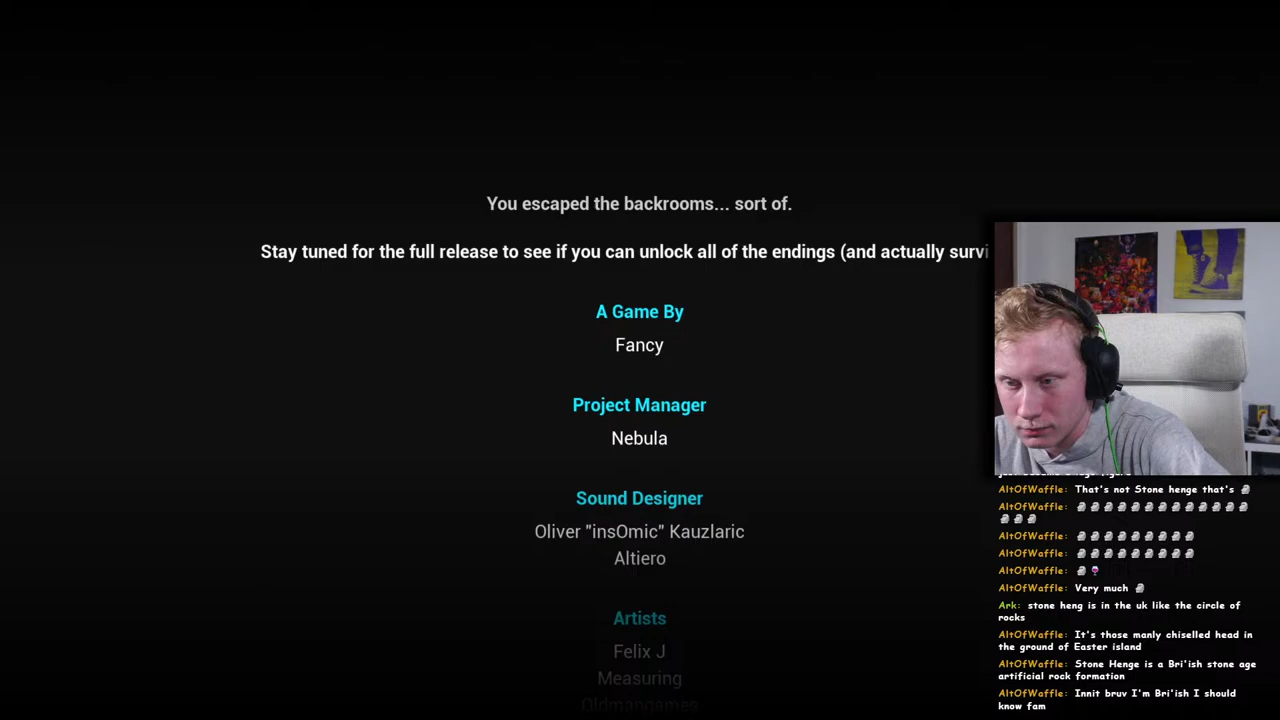 You escaped the backrooms... sort of.
Stay tuned for the full release to see if you can unlock all of the endings (and actually survi
A Game By
Fancy
Project Manager
Nebula
Sound Designer
Oliver "insOmic" Kauzlaric
Altiero
Artists
Felix J
Measuring
Oldmangames
AltOfWaffle: That's not Stone henge that's 🗿
AltOfWaffle: 🗿🗿🗿🗿🗿🗿🗿🗿🗿🗿🗿🗿🗿
🗿🗿🗿
AltOfWaffle: 🗿🗿🗿🗿🗿🗿🗿🗿🗿
AltOfWaffle: 🗿🗿🗿🗿🗿🗿🗿🗿🗿
AltOfWaffle: 🗿🍷
AltOfWaffle: Very much 🗿
Ark: stone heng is in the uk like the circle of
rocks
AltOfWaffle: It's those manly chiselled head in
the ground of Easter island
AltOfWaffle: Stone Henge is a Bri'ish stone age
artificial rock formation
AltOfWaffle: Innit bruv I'm Bri'ish I should
know fam